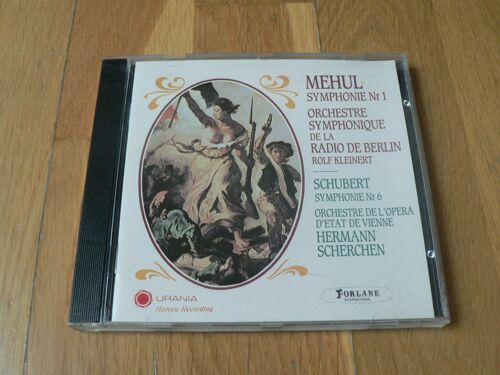 MEHUL
SYMPHONIE Nr 1
ORCHESTRE
SYMPHONIQUE
DE LA
RADIO DE BERLIN
ROLF KLEINERT
SCHUBERT
SYMPHONIE Nr 6
ORCHESTRE DE L'OPERA
D'ETAT DE VIENNE
HERMANN
SCHERCHEN
URANIA
Historic Recording
FORLANE
INTERNATIONAL